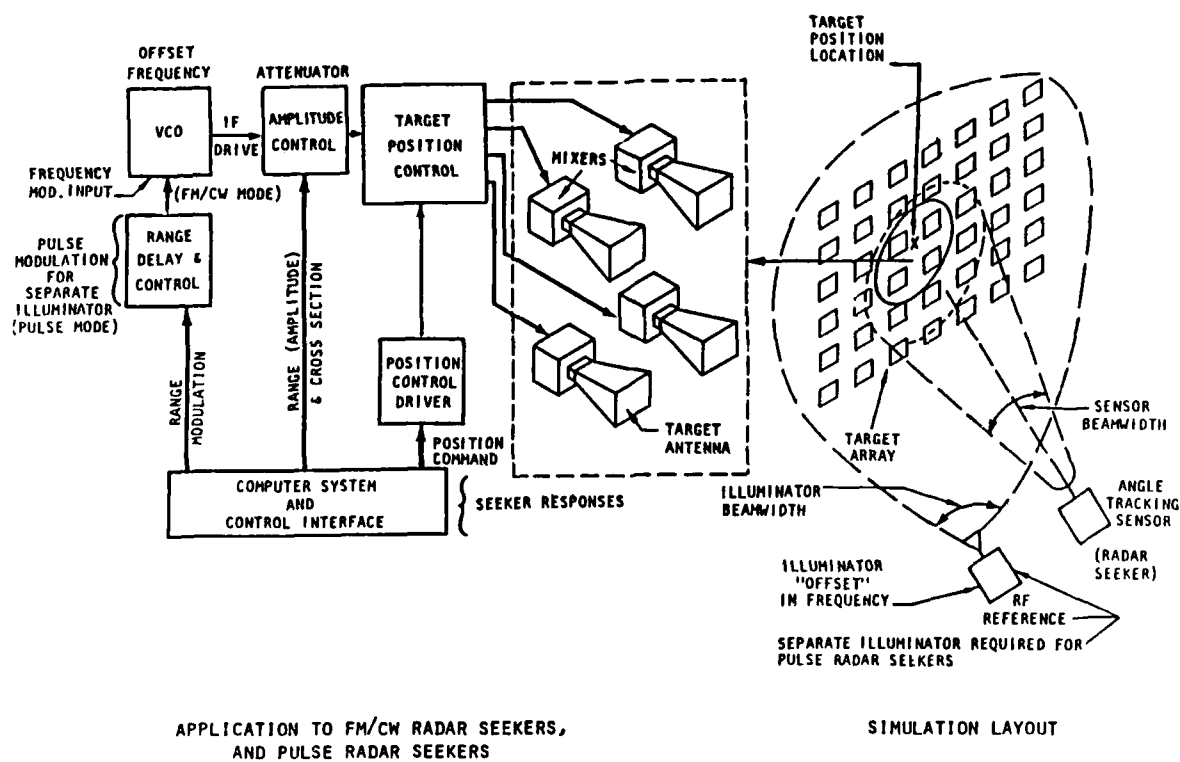 OFFSET
FREQUENCY
VCO
FREQUENCY
MOD. INPUT
(FM/CW MODE)
IF
DRIVE
ATTENUATOR
AMPLITUDE
CONTROL
TARGET
POSITION
CONTROL
MIXERS
PULSE
MODULATION
FOR
SEPARATE
ILLUMINATOR
(PULSE MODE)
RANGE
DELAY &
CONTROL
RANGE
MODULATION
RANGE (AMPLITUDE)
& CROSS SECTION
POSITION
CONTROL
DRIVER
POSITION
COMMAND
TARGET
ANTENNA
COMPUTER SYSTEM
AND
CONTROL INTERFACE
SEEKER RESPONSES
TARGET
POSITION
LOCATION
X
TARGET
ARRAY
SENSOR
BEAMWIDTH
ILLUMINATOR
BEAMWIDTH
ANGLE
TRACKING
SENSOR
(RADAR
SEEKER)
ILLUMINATOR
"OFFSET"
IN FREQUENCY
RF
REFERENCE
SEPARATE ILLUMINATOR REQUIRED FOR
PULSE RADAR SEEKERS
APPLICATION TO FM/CW RADAR SEEKERS,
AND PULSE RADAR SEEKERS
SIMULATION LAYOUT